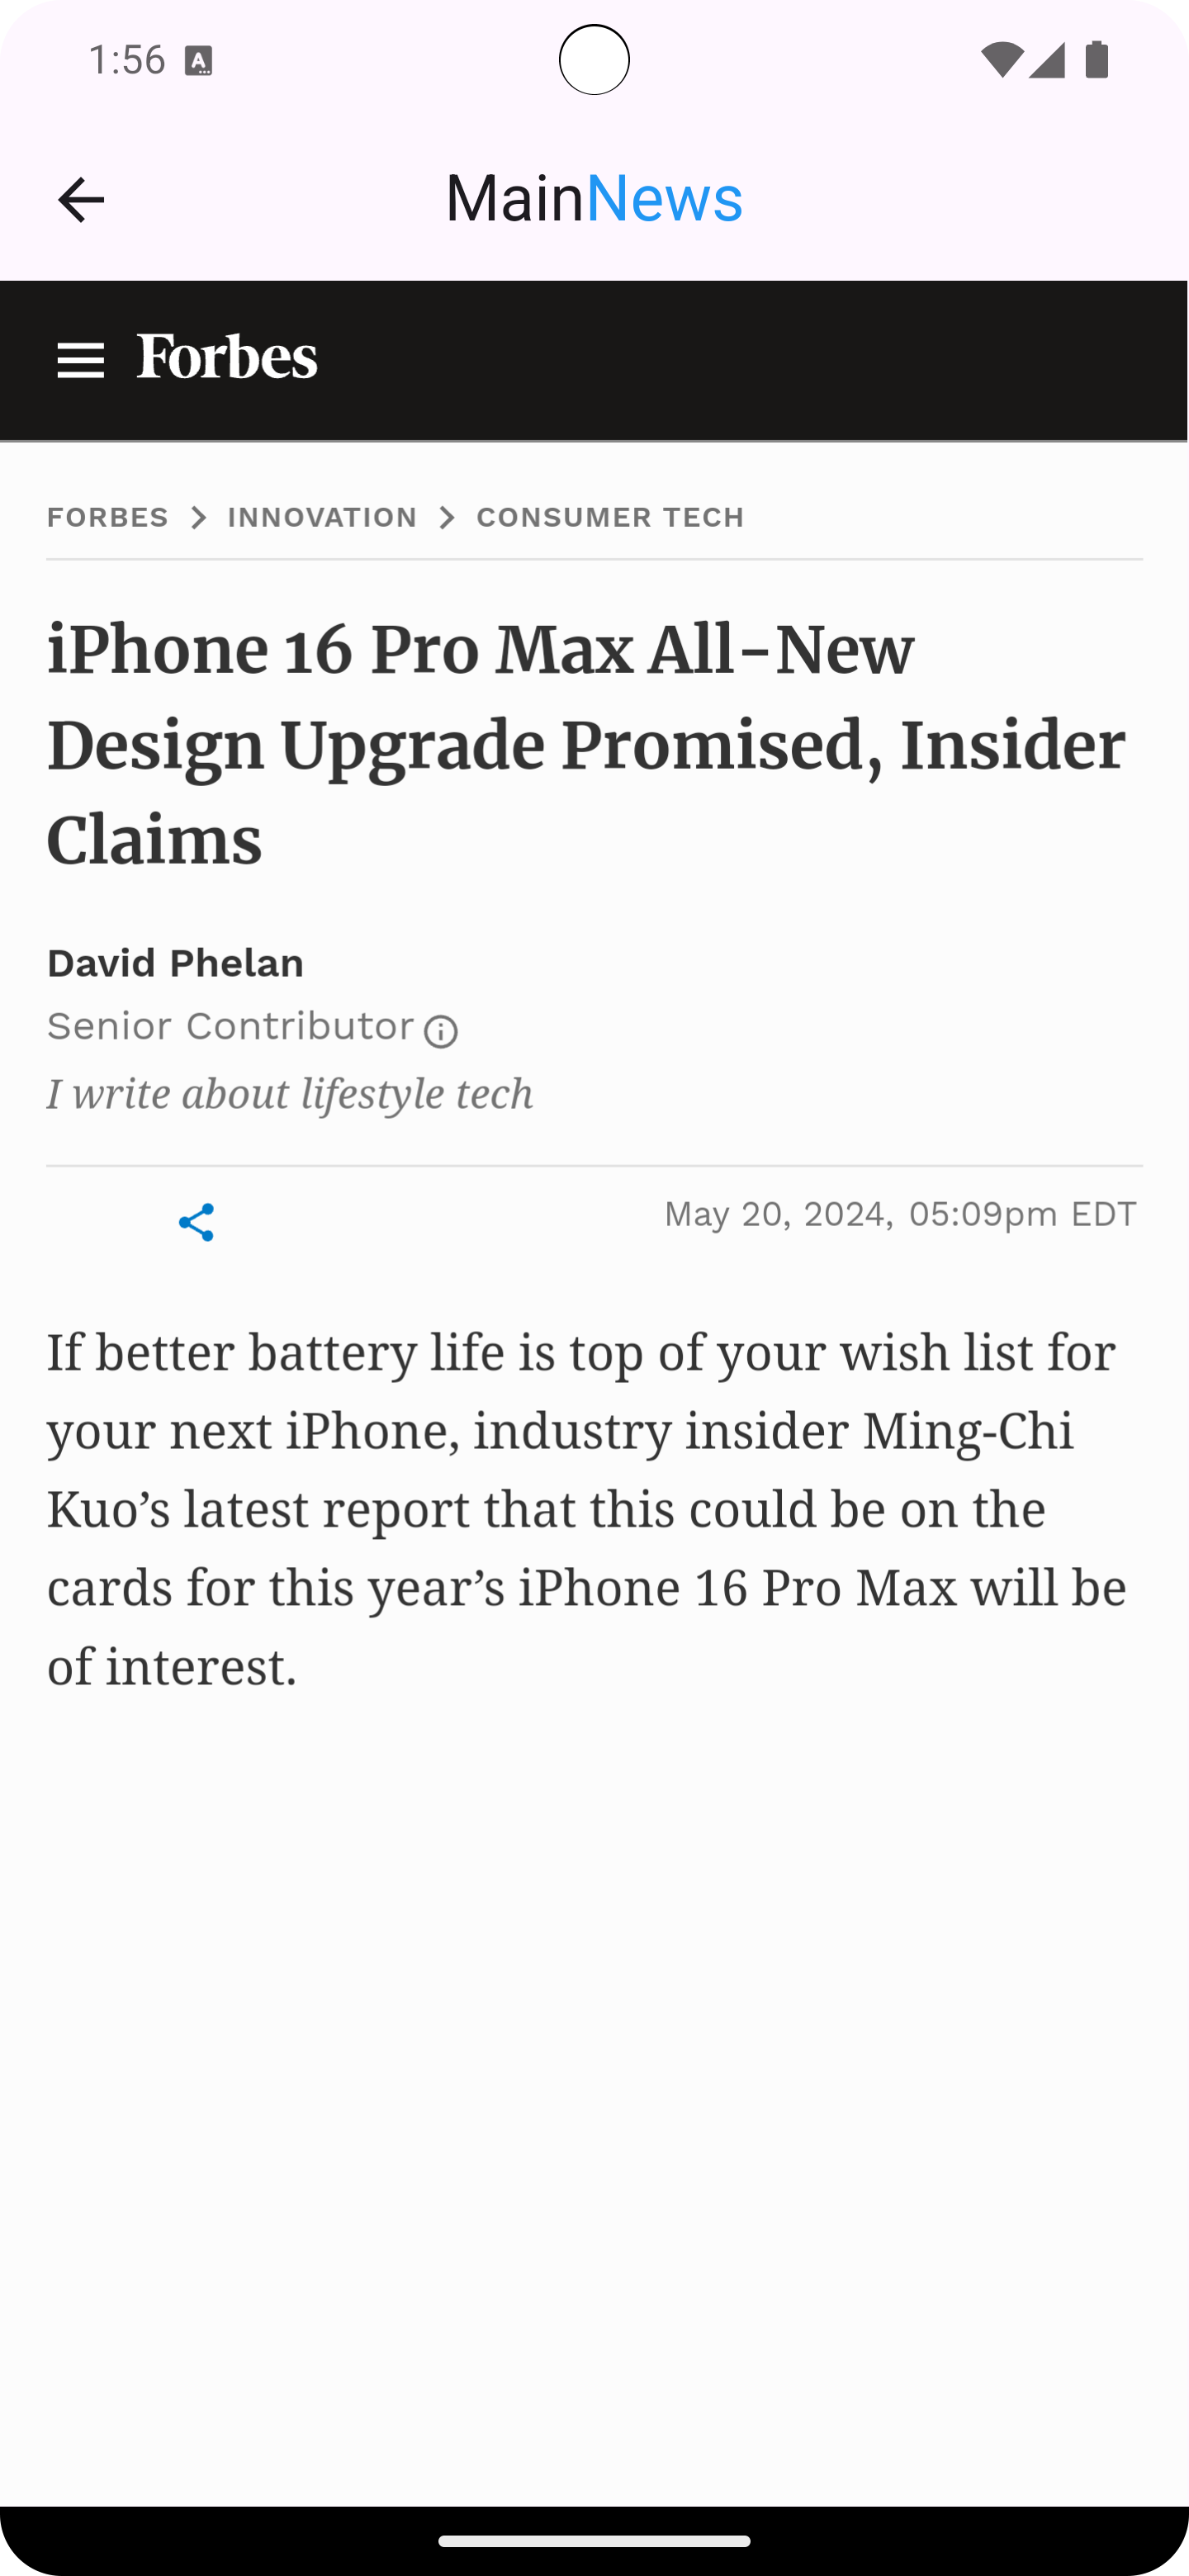 1:56 A
MainNews
Forbes
FORBES > INNOVATION > CONSUMER TECH
iPhone 16 Pro Max All-New
Design Upgrade Promised, Insider
Claims
David Phelan
Senior Contributor
I write about lifestyle tech
May 20, 2024, 05:09pm EDT
If better battery life is top of your wish list for
your next iPhone, industry insider Ming-Chi
Kuo’s latest report that this could be on the
cards for this year’s iPhone 16 Pro Max will be
of interest.